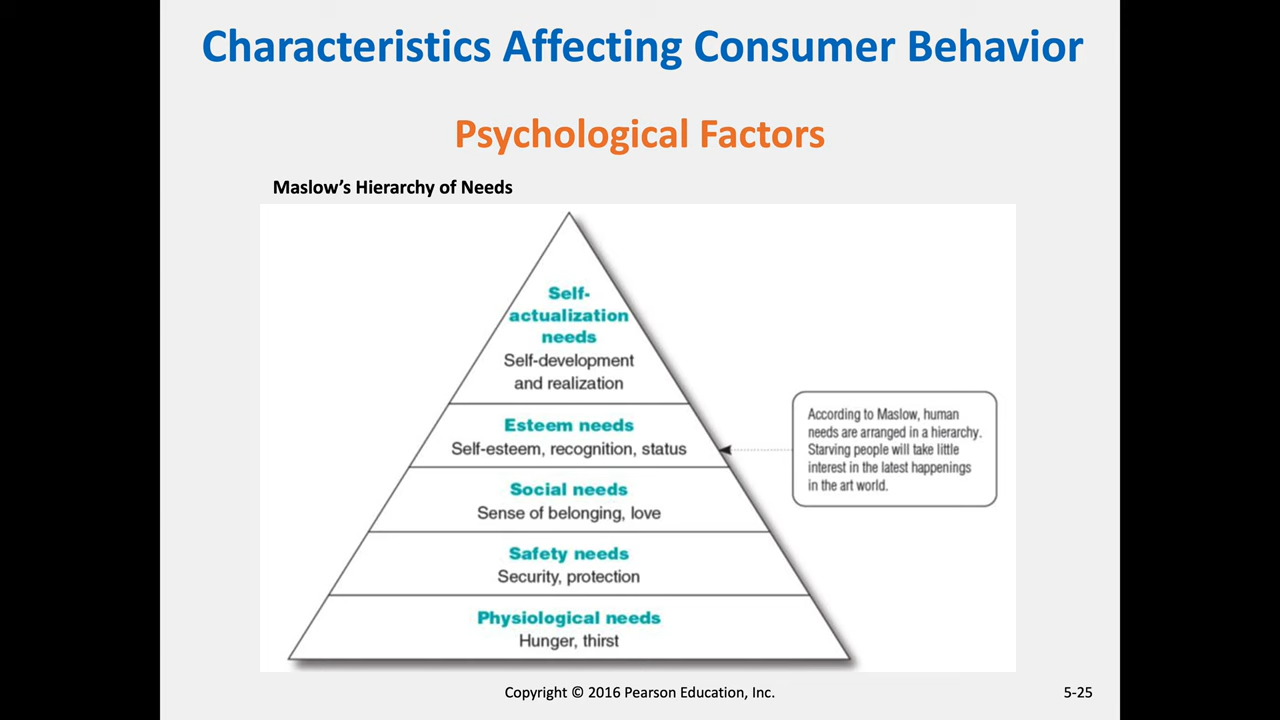 Characteristics Affecting Consumer Behavior
Psychological Factors
Maslow’s Hierarchy of Needs
Self-
actualization
needs
Self-development
and realization
Esteem needs
Self-esteem, recognition, status
Social needs
Sense of belonging, love
Safety needs
Security, protection
Physiological needs
Hunger, thirst
According to Maslow, human
needs are arranged in a hierarchy.
Starving people will take little
interest in the latest happenings
in the art world.
Copyright © 2016 Pearson Education, Inc.
5-25